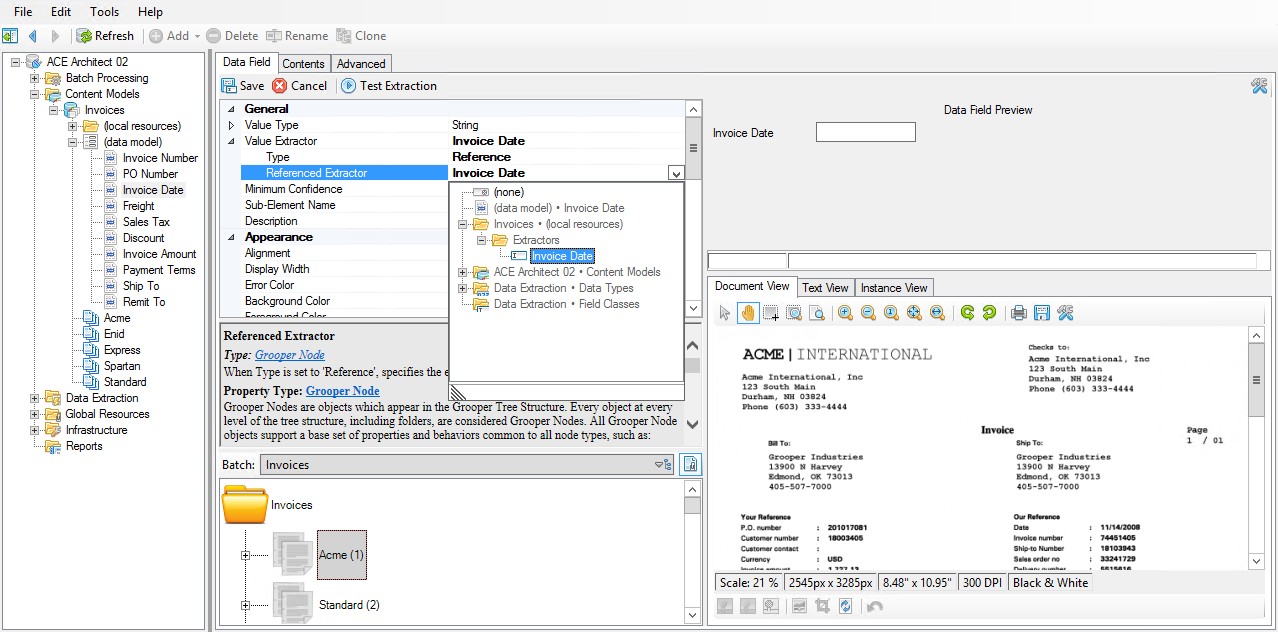 File Edit Tools Help
Refresh Add Delete Rename Clone
ACE Architect 02
Batch Processing
Content Models
Invoices
(local resources)
(data model)
Invoice Number
PO Number
Invoice Date
Freight
Sales Tax
Discount
Invoice Amount
Payment Terms
Ship To
Remit To
Acme
Enid
Express
Spartan
Standard
Data Extraction
Global Resources
Infrastructure
Reports
Data Field Contents Advanced
Save Cancel Test Extraction
General
Value Type String
Value Extractor Invoice Date
Type Reference
Referenced Extractor Invoice Date
Minimum Confidence
Sub-Element Name
Description
Appearance
Alignment
Display Width
Error Color
Background Color
Foreground Color
(none)
(data model) • Invoice Date
Invoices • (local resources)
Extractors
Invoice Date
ACE Architect 02 • Content Models
Data Extraction • Data Types
Data Extraction • Field Classes
Referenced Extractor
Type: Grooper Node
When Type is set to 'Reference', specifies the e
Property Type: Grooper Node
Grooper Nodes are objects which appear in the Grooper Tree Structure. Every object at every
level of the tree structure, including folders, are considered Grooper Nodes. All Grooper Node
objects support a base set of properties and behaviors common to all node types, such as:
Batch: Invoices
Invoices
Acme (1)
Standard (2)
Data Field Preview
Invoice Date
Document View Text View Instance View
ACME | INTERNATIONAL
Acme International, Inc
123 South Main
Durham, NH 03824
Phone (603) 333-4444
Checks to:
Acme International, Inc
123 South Main
Durham, NH 03824
Phone (603) 333-4444
Invoice
Page
1 / 01
Bill To:
Grooper Industries
13900 N Harvey
Edmond, OK 73013
405-507-7000
Ship To:
Grooper Industries
13900 N Harvey
Edmond, OK 73013
405-507-7000
Your Reference
P.O. number : 201017081
Customer number : 18003405
Customer contact :
Currency : USD
Invoice amount : 1,227.13
Our Reference
Date : 11/14/2008
Invoice number : 74451405
Ship-to Number : 18103943
Sales order no : 33241729
Delivery number : 5515616
Scale: 21 % 2545px x 3285px 8.48" x 10.95" 300 DPI Black & White